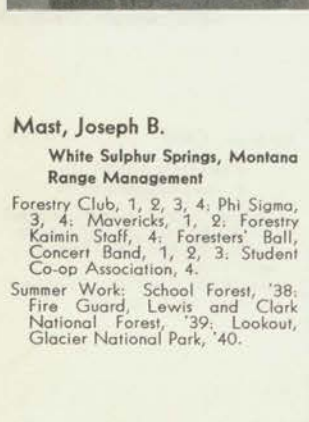 Mast, Joseph B.
White Sulphur Springs, Montana
Range Management
Forestry Club, 1, 2, 3, 4; Phi Sigma,
3, 4; Mavericks, 1, 2; Forestry
Kaimin Staff, 4; Foresters' Ball,
Concert Band, 1, 2, 3; Student
Co-op Association, 4.
Summer Work: School Forest, '38;
Fire Guard, Lewis and Clark
National Forest, '39; Lookout,
Glacier National Park, '40.